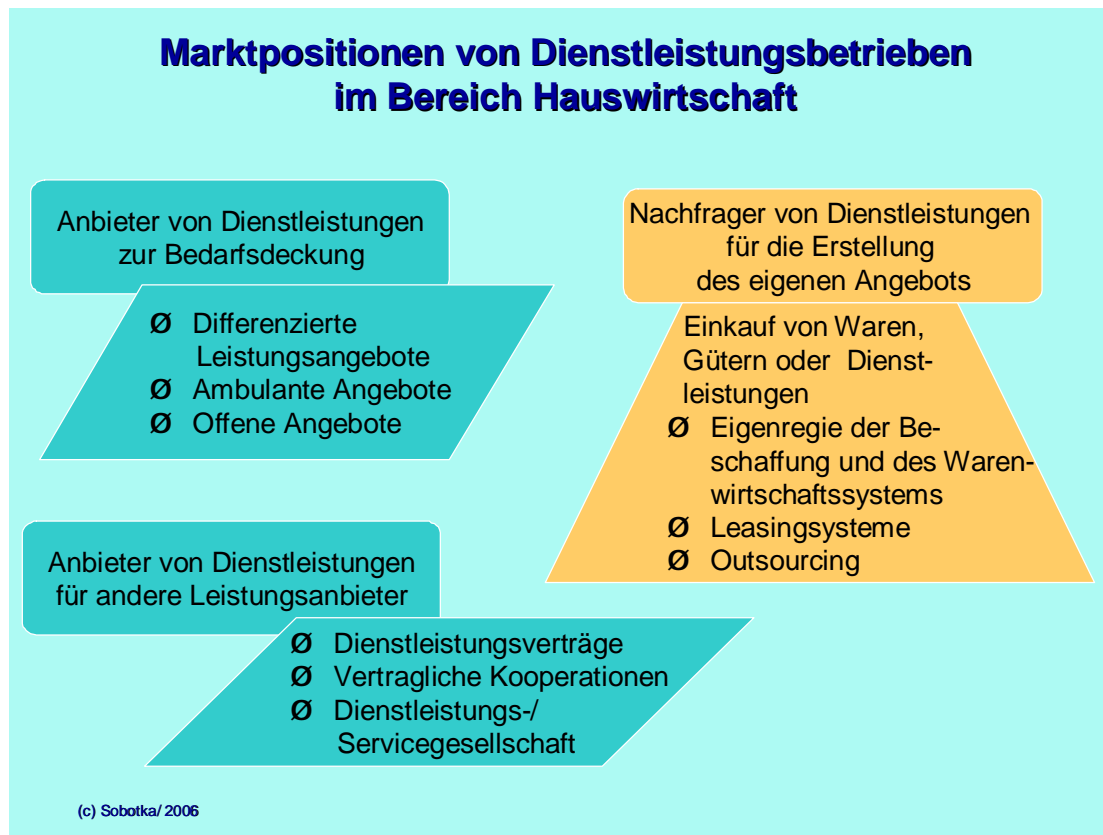 Marktpositionen von Dienstleistungsbetrieben
im Bereich Hauswirtschaft
Anbieter von Dienstleistungen
zur Bedarfsdeckung
Ø Differenzierte
Leistungsangebote
Ø Ambulante Angebote
Ø Offene Angebote
Anbieter von Dienstleistungen
für andere Leistungsanbieter
Ø Dienstleistungsverträge
Ø Vertragliche Kooperationen
Ø Dienstleistungs-/
Servicegesellschaft
Nachfrager von Dienstleistungen
für die Erstellung
des eigenen Angebots
Einkauf von Waren,
Gütern oder Dienst-
leistungen
Ø Eigenregie der Be-
schaffung und des Waren-
wirtschaftssystems
Ø Leasingsysteme
Ø Outsourcing
(c) Sobotka/ 2006